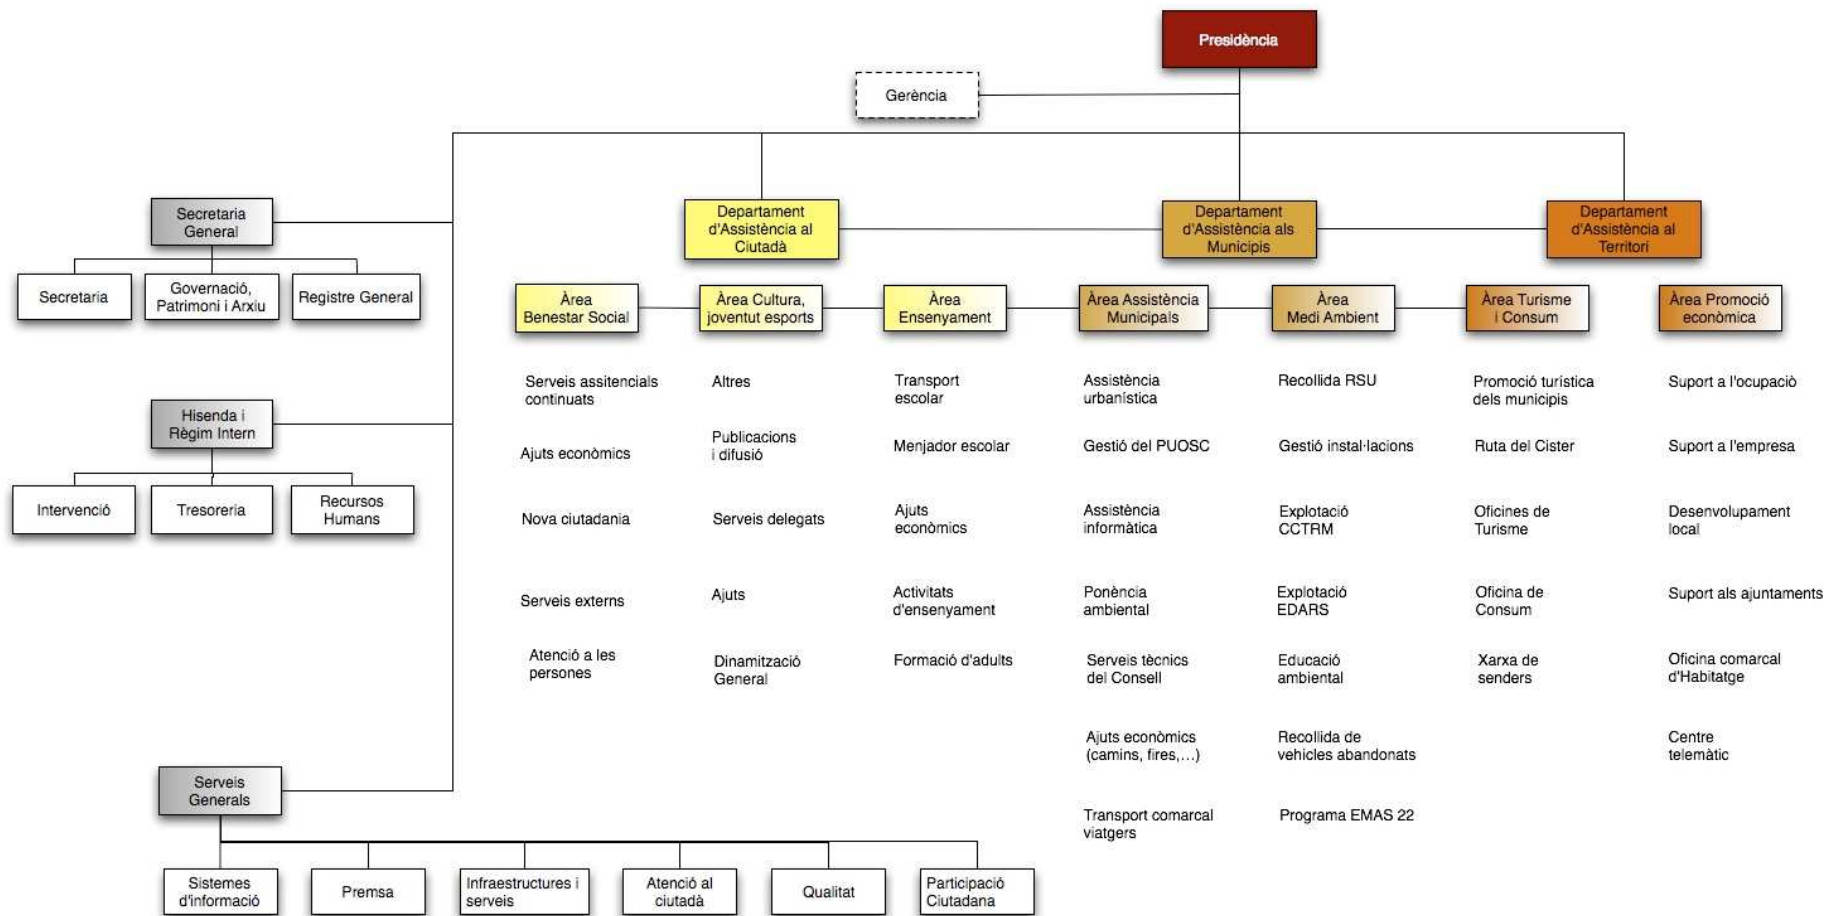 Presidència
Gerència
Secretaria
General
Secretaria
Governació,
Patrimoni i Arxiu
Registre General
Hisenda i
Règim Intern
Intervenció
Tresoreria
Recursos
Humans
Serveis
Generals
Sistemes
d'informació
Premsa
Infraestructures i
serveis
Atenció al
ciutadà
Qualitat
Participació
Ciutadana
Departament
d'Assistència al
Ciutadà
Departament
d'Assistència als
Municipis
Departament
d'Assistència al
Territori
Àrea
Benestar Social
Serveis assitencials
continuats
Ajuts econòmics
Nova ciutadania
Serveis externs
Atenció a les
persones
Àrea Cultura,
joventut esports
Altres
Publicacions
i difusió
Serveis delegats
Ajuts
Dinamització
General
Àrea
Ensenyament
Transport
escolar
Menjador escolar
Ajuts
econòmics
Activitats
d'ensenyament
Formació d'adults
Àrea Assistència
Municipals
Assistència
urbanística
Gestió del PUOSC
Assistència
informàtica
Ponència
ambiental
Serveis tècnics
del Consell
Ajuts econòmics
(camins, fires,...)
Transport comarcal
viatgers
Àrea
Medi Ambient
Recollida RSU
Gestió instal·lacions
Explotació
CCTRM
Explotació
EDARS
Educació
ambiental
Recollida de
vehicles abandonats
Programa EMAS 22
Àrea Turisme
i Consum
Promoció turística
dels municipis
Ruta del Cister
Oficines de
Turisme
Oficina de
Consum
Xarxa de
senders
Àrea Promoció
econòmica
Suport a l'ocupaciò
Suport a l'empresa
Desenvolupament
local
Suport als ajuntaments
Oficina comarcal
d'Habitatge
Centre
telemàtic